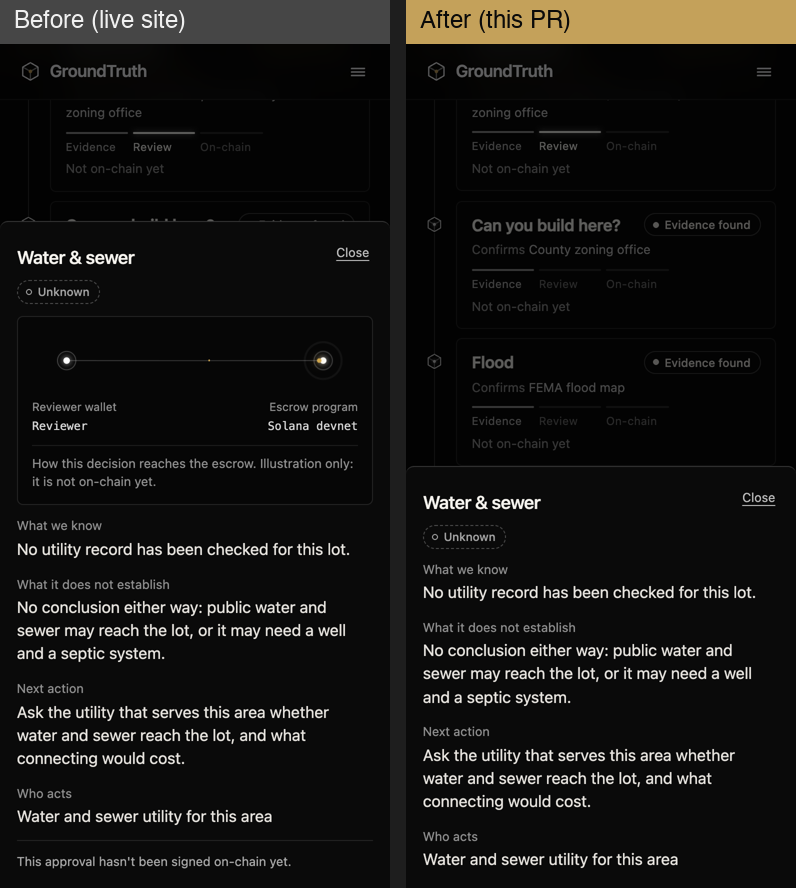 Before (live site)
GroundTruth
zoning office
Evidence Review On-chain
Not on-chain yet
Water & sewer
Close
Unknown
Reviewer wallet Escrow program
Reviewer Solana devnet
How this decision reaches the escrow. Illustration only:
it is not on-chain yet.
What we know
No utility record has been checked for this lot.
What it does not establish
No conclusion either way: public water and
sewer may reach the lot, or it may need a well
and a septic system.
Next action
Ask the utility that serves this area whether
water and sewer reach the lot, and what
connecting would cost.
Who acts
Water and sewer utility for this area
This approval hasn't been signed on-chain yet.
After (this PR)
GroundTruth
zoning office
Evidence Review On-chain
Not on-chain yet
Can you build here? Evidence found
Confirms County zoning office
Evidence Review On-chain
Not on-chain yet
Flood Evidence found
Confirms FEMA flood map
Evidence Review On-chain
Not on-chain yet
Water & sewer
Close
Unknown
What we know
No utility record has been checked for this lot.
What it does not establish
No conclusion either way: public water and
sewer may reach the lot, or it may need a well
and a septic system.
Next action
Ask the utility that serves this area whether
water and sewer reach the lot, and what
connecting would cost.
Who acts
Water and sewer utility for this area